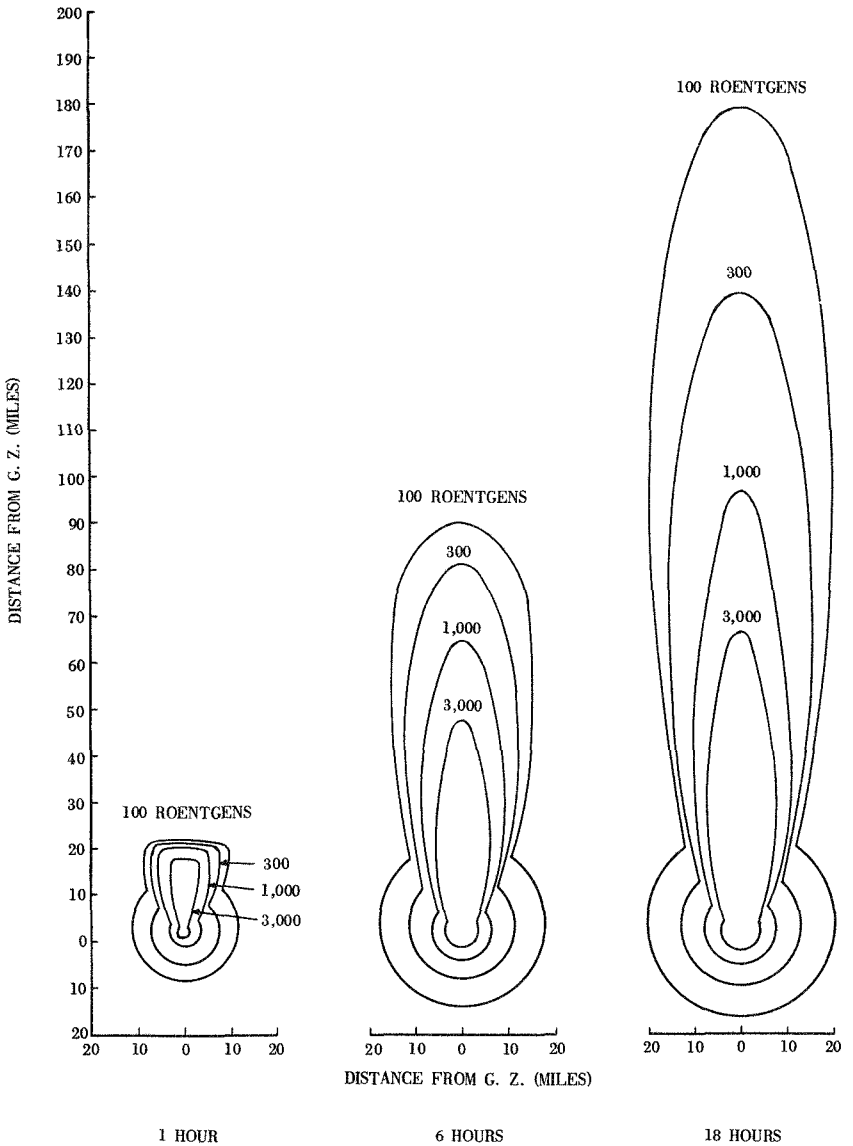 200
190
180
170
160
150
140
130
120
110
100
90
80
70
60
50
40
30
20
10
0
10
20
DISTANCE FROM G. Z. (MILES)
100 ROENTGENS
300
1,000
3,000
20 10 0 10 20
1 HOUR
100 ROENTGENS
300
1,000
3,000
20 10 0 10 20
DISTANCE FROM G. Z. (MILES)
6 HOURS
100 ROENTGENS
300
1,000
3,000
20 10 0 10 20
18 HOURS